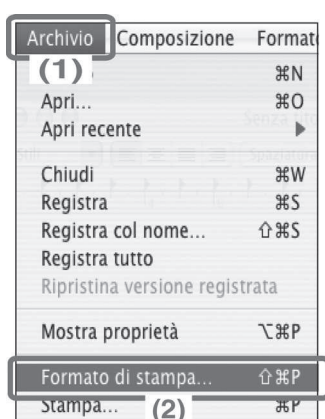 Archivio Composizione Format
(1) ⌘N
Apri... ⌘O
Apri recente ▶
Chiudi ⌘W
Registra ⌘S
Registra col nome... ⇧⌘S
Registra tutto
Ripristina versione registrata
Mostra proprietà ⌥⌘P
Formato di stampa... ⇧⌘P
Stampa... (2) ⌘P